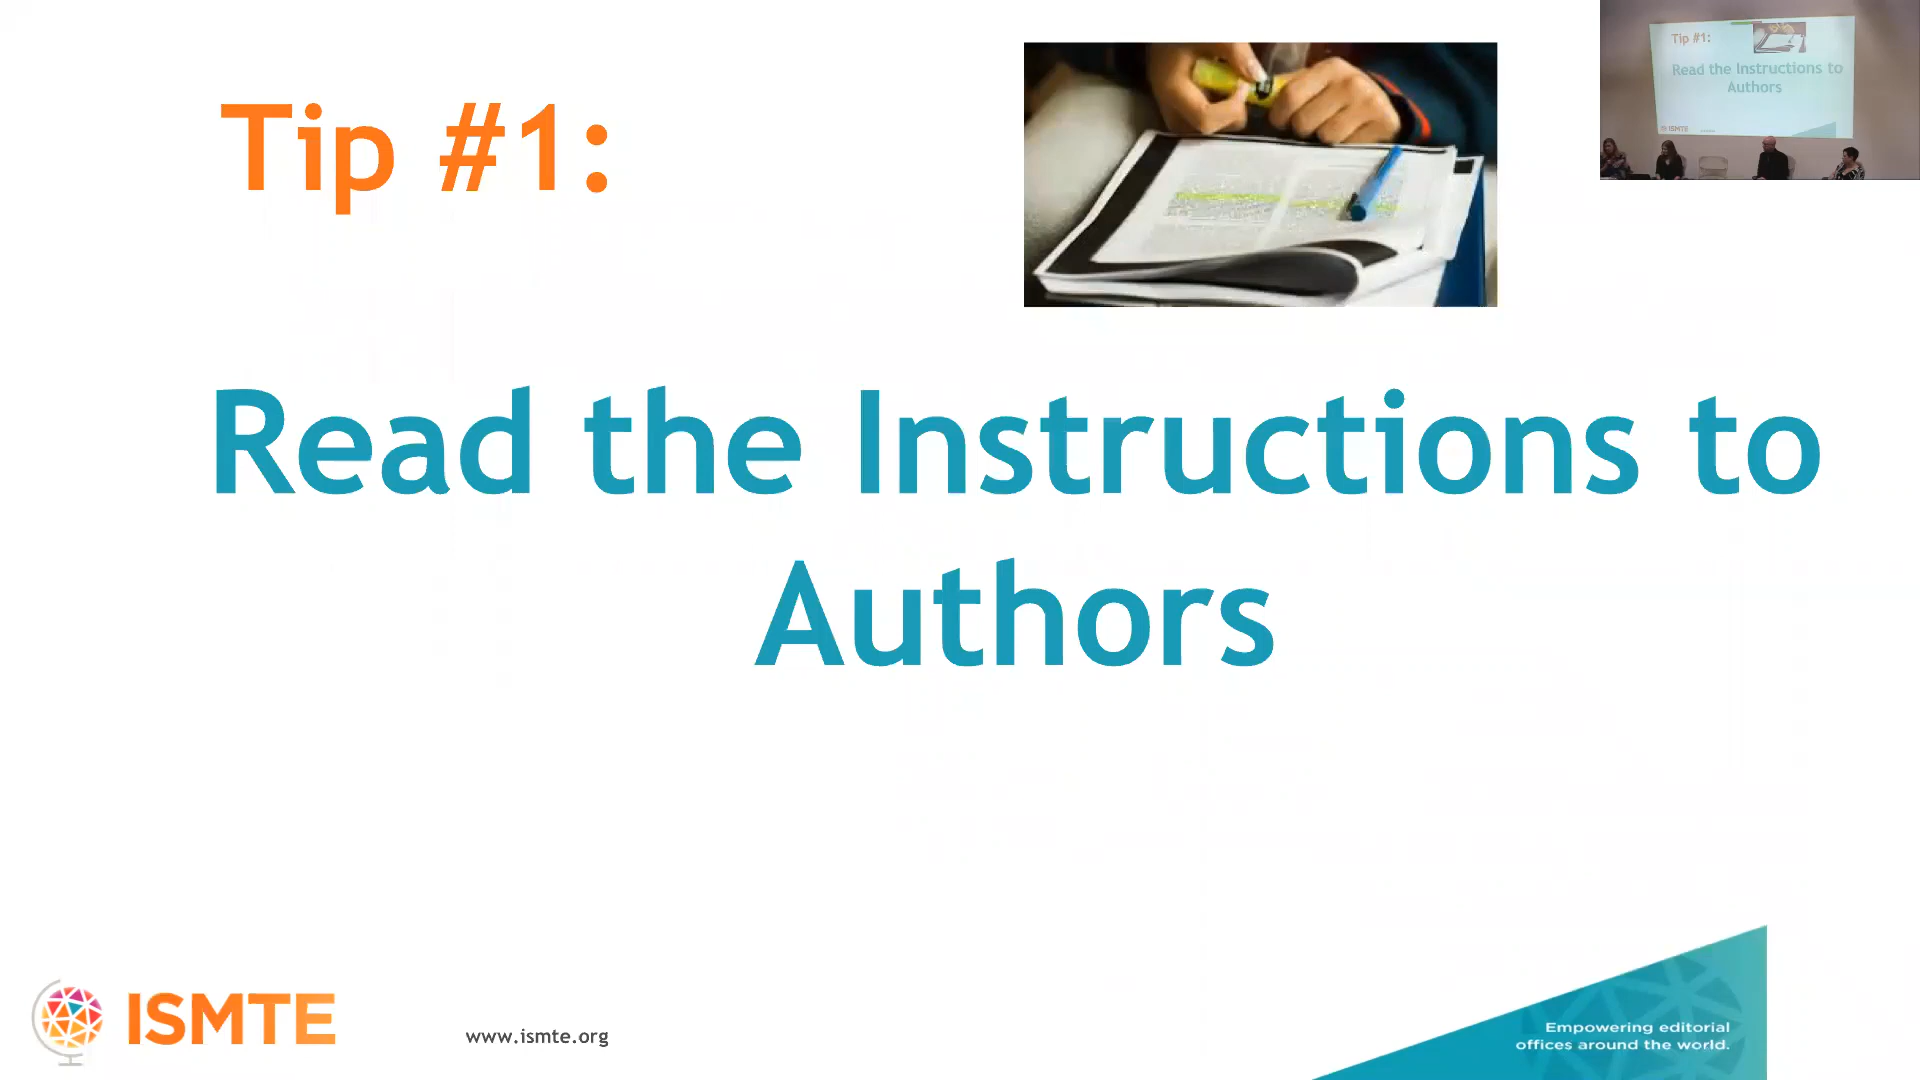 Tip #1:
Read the Instructions to
Authors
ISMTE
www.ismte.org
Empowering editorial
offices around the world.
Tip #1:
Read the Instructions to
Authors
ISMTE